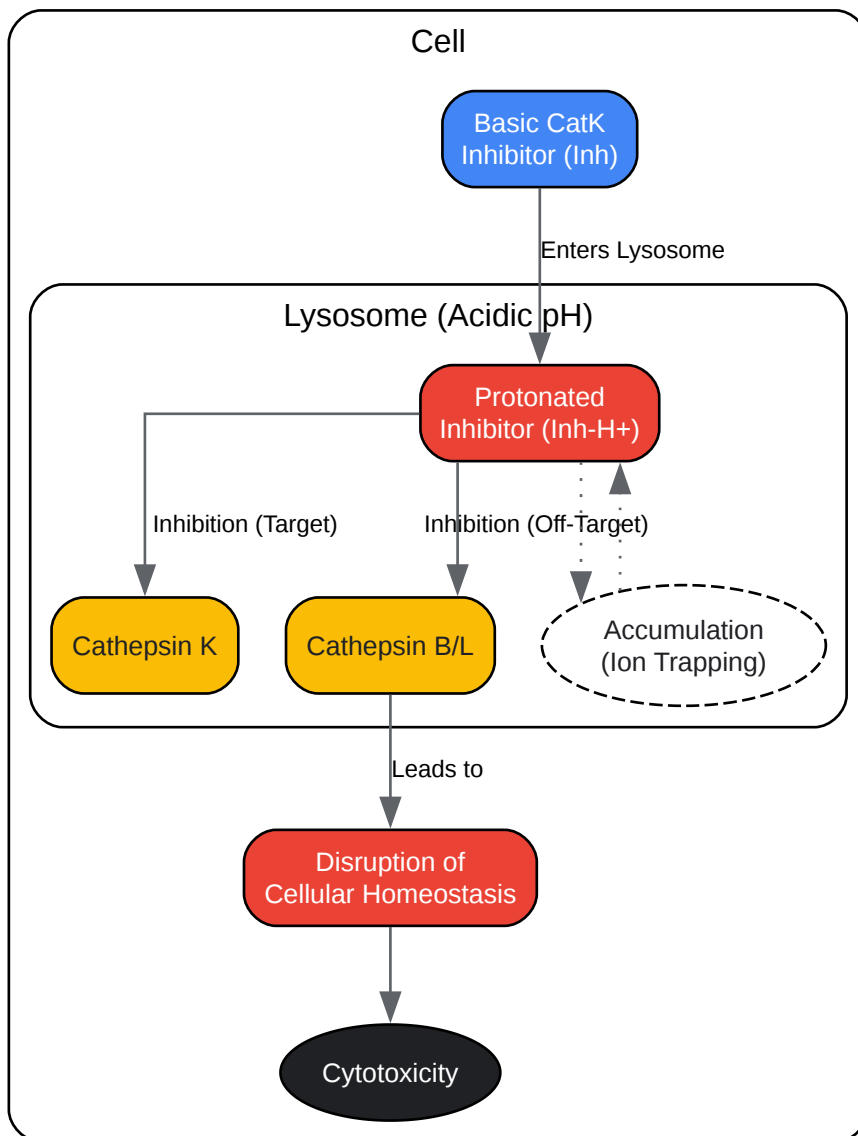 Cell
Basic CatK
Inhibitor (Inh)
Enters Lysosome
Lysosome (Acidic pH)
Protonated
Inhibitor (Inh-H+)
Inhibition (Target)
Inhibition (Off-Target)
Cathepsin K
Cathepsin B/L
Accumulation
(Ion Trapping)
Leads to
Disruption of
Cellular Homeostasis
Cytotoxicity